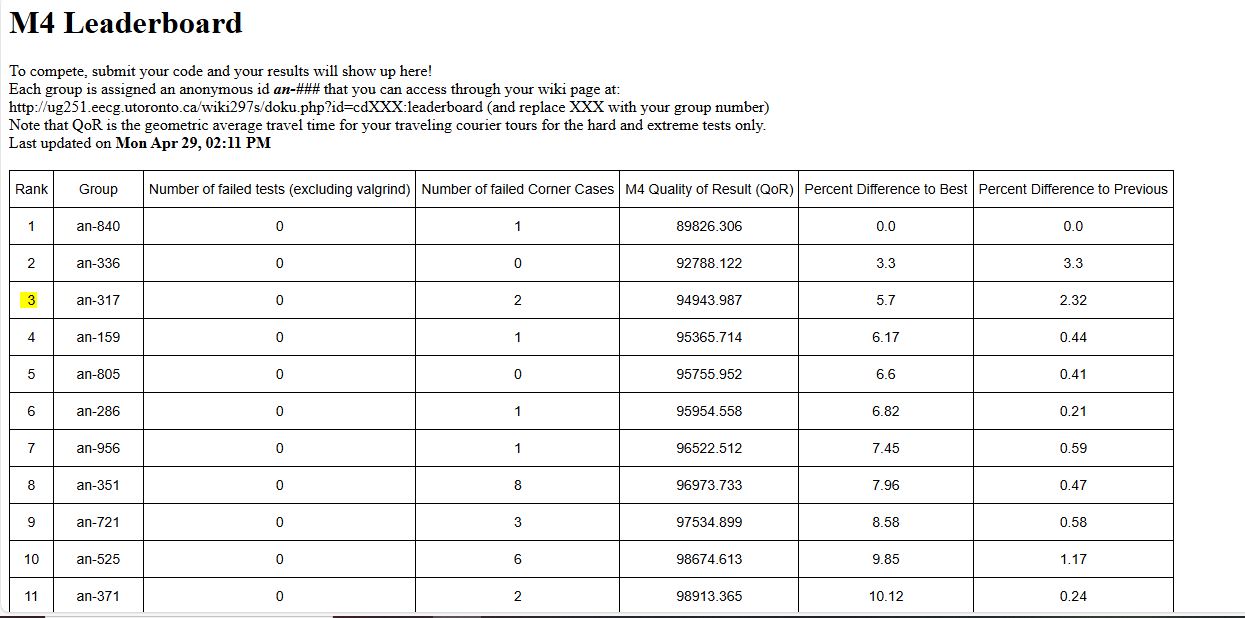 M4 Leaderboard
To compete, submit your code and your results will show up here!
Each group is assigned an anonymous id an-### that you can access through your wiki page at:
http://ug251.eecg.utoronto.ca/wiki297s/doku.php?id=cdXXX:leaderboard (and replace XXX with your group number)
Note that QoR is the geometric average travel time for your traveling courier tours for the hard and extreme tests only.
Last updated on Mon Apr 29, 02:11 PM
Rank Group Number of failed tests (excluding valgrind) Number of failed Corner Cases M4 Quality of Result (QoR) Percent Difference to Best Percent Difference to Previous
1 an-840 0 1 89826.306 0.0 0.0
2 an-336 0 0 92788.122 3.3 3.3
3 an-317 0 2 94943.987 5.7 2.32
4 an-159 0 1 95365.714 6.17 0.44
5 an-805 0 0 95755.952 6.6 0.41
6 an-286 0 1 95954.558 6.82 0.21
7 an-956 0 1 96522.512 7.45 0.59
8 an-351 0 8 96973.733 7.96 0.47
9 an-721 0 3 97534.899 8.58 0.58
10 an-525 0 6 98674.613 9.85 1.17
11 an-371 0 2 98913.365 10.12 0.24